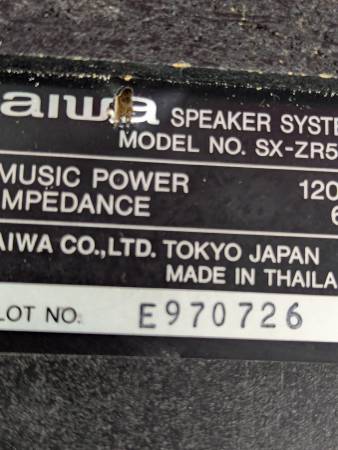 aiwa SPEAKER SYSTE
MODEL NO. SX-ZR5
MUSIC POWER 120
IMPEDANCE 6
AIWA CO.,LTD. TOKYO JAPAN
MADE IN THAILA
LOT NO. E970726